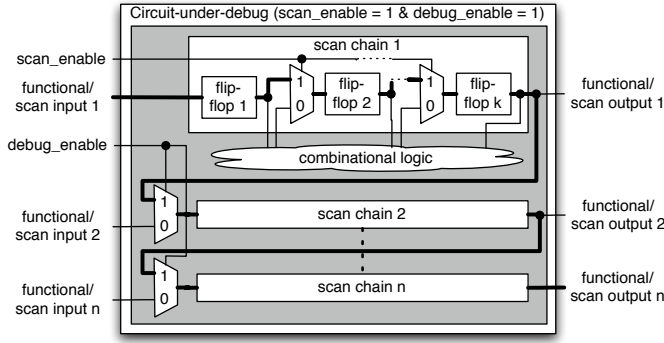 Circuit-under-debug (scan_enable = 1 & debug_enable = 1)
scan chain 1
scan_enable
functional/
scan input 1
flip-
flop 1
1
0
flip-
flop 2
1
0
flip-
flop k
functional/
scan output 1
debug_enable
combinational logic
1
0
functional/
scan input 2
scan chain 2
functional/
scan output 2
1
0
functional/
scan input n
scan chain n
functional/
scan output n